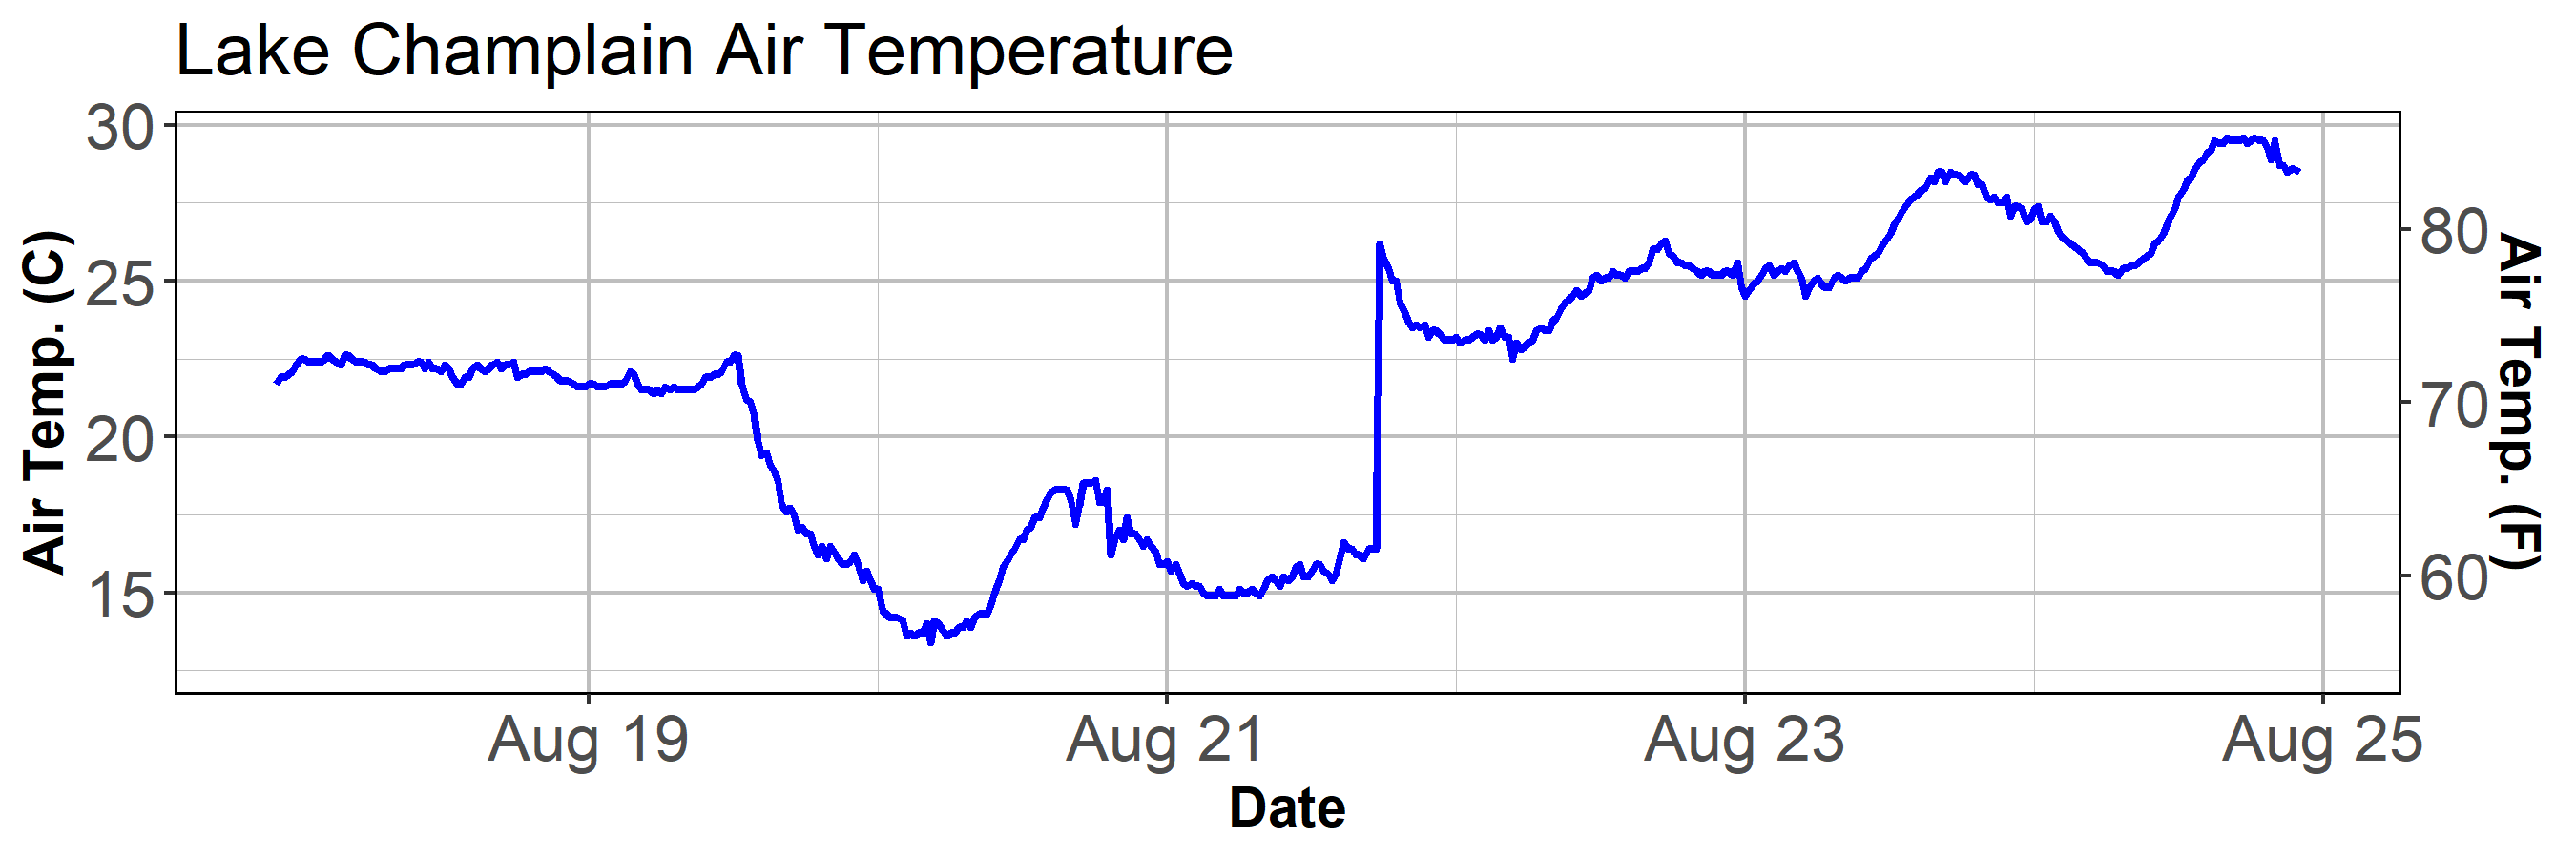 Lake Champlain Air Temperature
30
25
20
15
Air Temp. (C)
80
70
60
Air Temp. (F)
Aug 19
Aug 21
Aug 23
Aug 25
Date